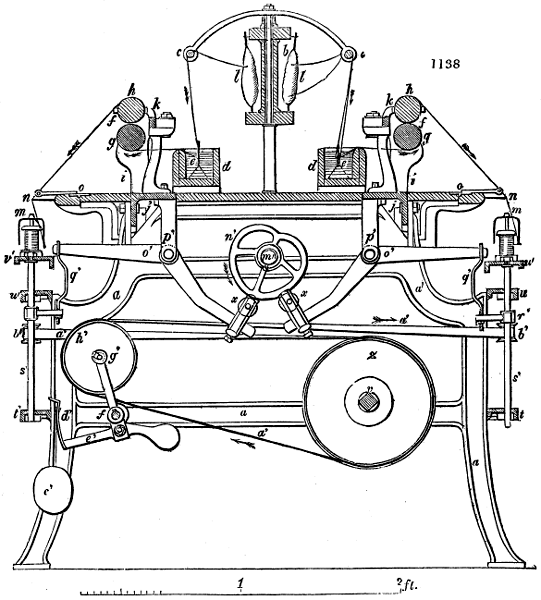 1138
c b c
l l
h k k h
f f
g g
d e e d
i i
n o o n
m m
n' m'
v' p' o' p' o' w'
q' q'
u' a x x a' u
r'
b' a' a' b'
h' g' z
s' v s'
t' d' f a t
e' a' a
c'
1 2 ft.